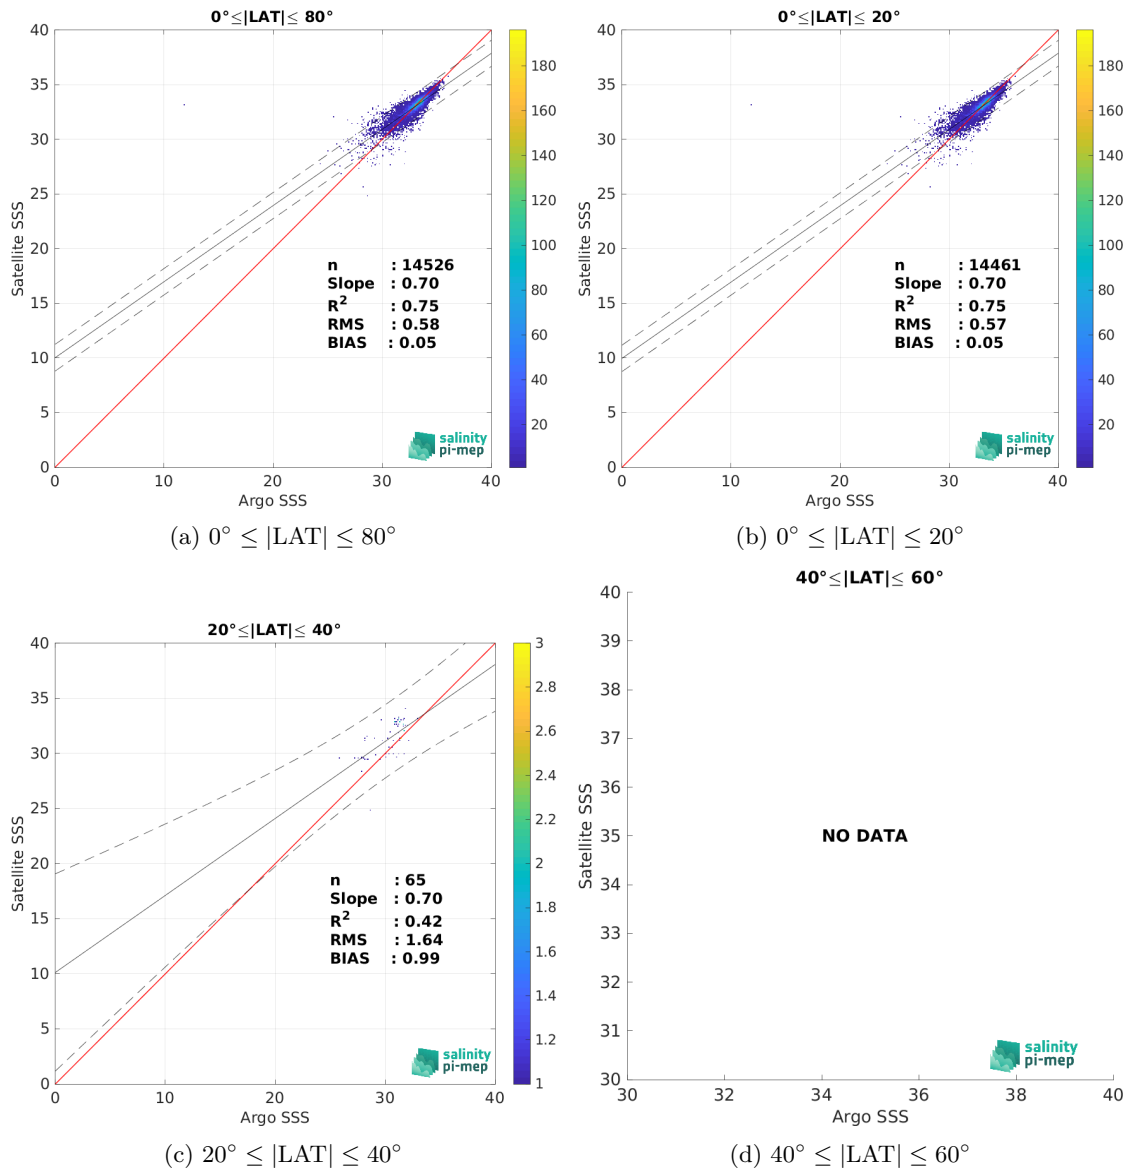 0°≤|LAT|≤ 80°
40
35
30
25
20
15
10
5
0
Satellite SSS
n : 14526
Slope : 0.70
R² : 0.75
RMS : 0.58
BIAS : 0.05
salinity
pi-mep
0 10 20 30 40
Argo SSS
180
160
140
120
100
80
60
40
20
(a) 0° ≤ |LAT| ≤ 80°
0°≤|LAT|≤ 20°
40
35
30
25
20
15
10
5
0
Satellite SSS
n : 14461
Slope : 0.70
R² : 0.75
RMS : 0.57
BIAS : 0.05
salinity
pi-mep
0 10 20 30 40
Argo SSS
180
160
140
120
100
80
60
40
20
(b) 0° ≤ |LAT| ≤ 20°
20°≤|LAT|≤ 40°
40
35
30
25
20
15
10
5
0
Satellite SSS
n : 65
Slope : 0.70
R² : 0.42
RMS : 1.64
BIAS : 0.99
salinity
pi-mep
0 10 20 30 40
Argo SSS
3
2.8
2.6
2.4
2.2
2
1.8
1.6
1.4
1.2
1
(c) 20° ≤ |LAT| ≤ 40°
40°≤|LAT|≤ 60°
40
39
38
37
36
35
34
33
32
31
30
Satellite SSS
NO DATA
salinity
pi-mep
30 32 34 36 38 40
Argo SSS
(d) 40° ≤ |LAT| ≤ 60°